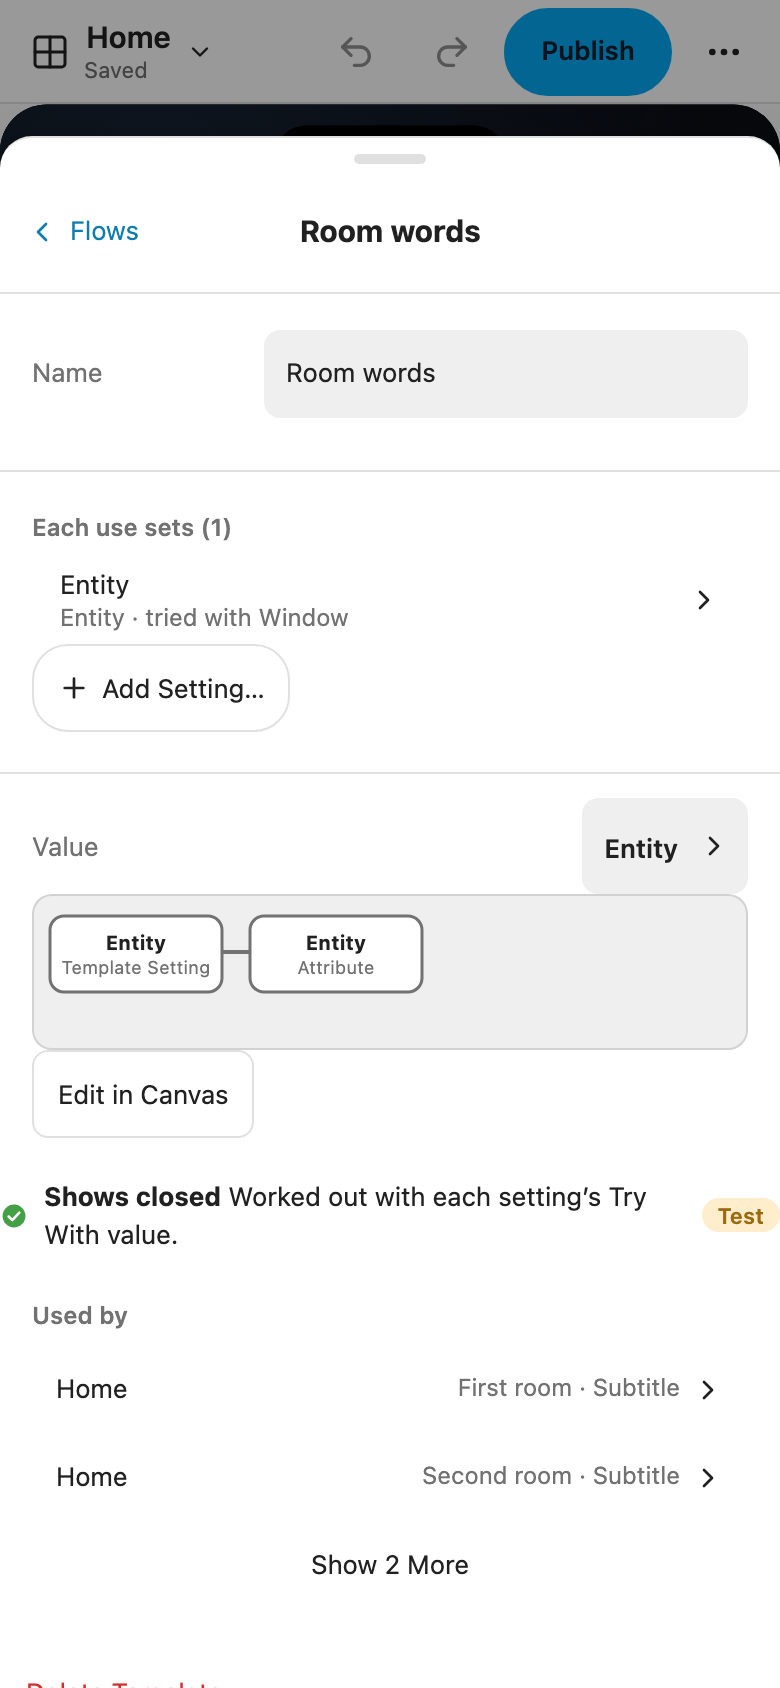 Home
Saved
Publish
Flows
Room words
Name
Room words
Each use sets (1)
Entity
Entity · tried with Window
Add Setting...
Value
Entity
Entity
Template Setting
Entity
Attribute
Edit in Canvas
Shows closed Worked out with each setting’s Try
With value.
Test
Used by
Home
First room · Subtitle
Home
Second room · Subtitle
Show 2 More
Delete Template